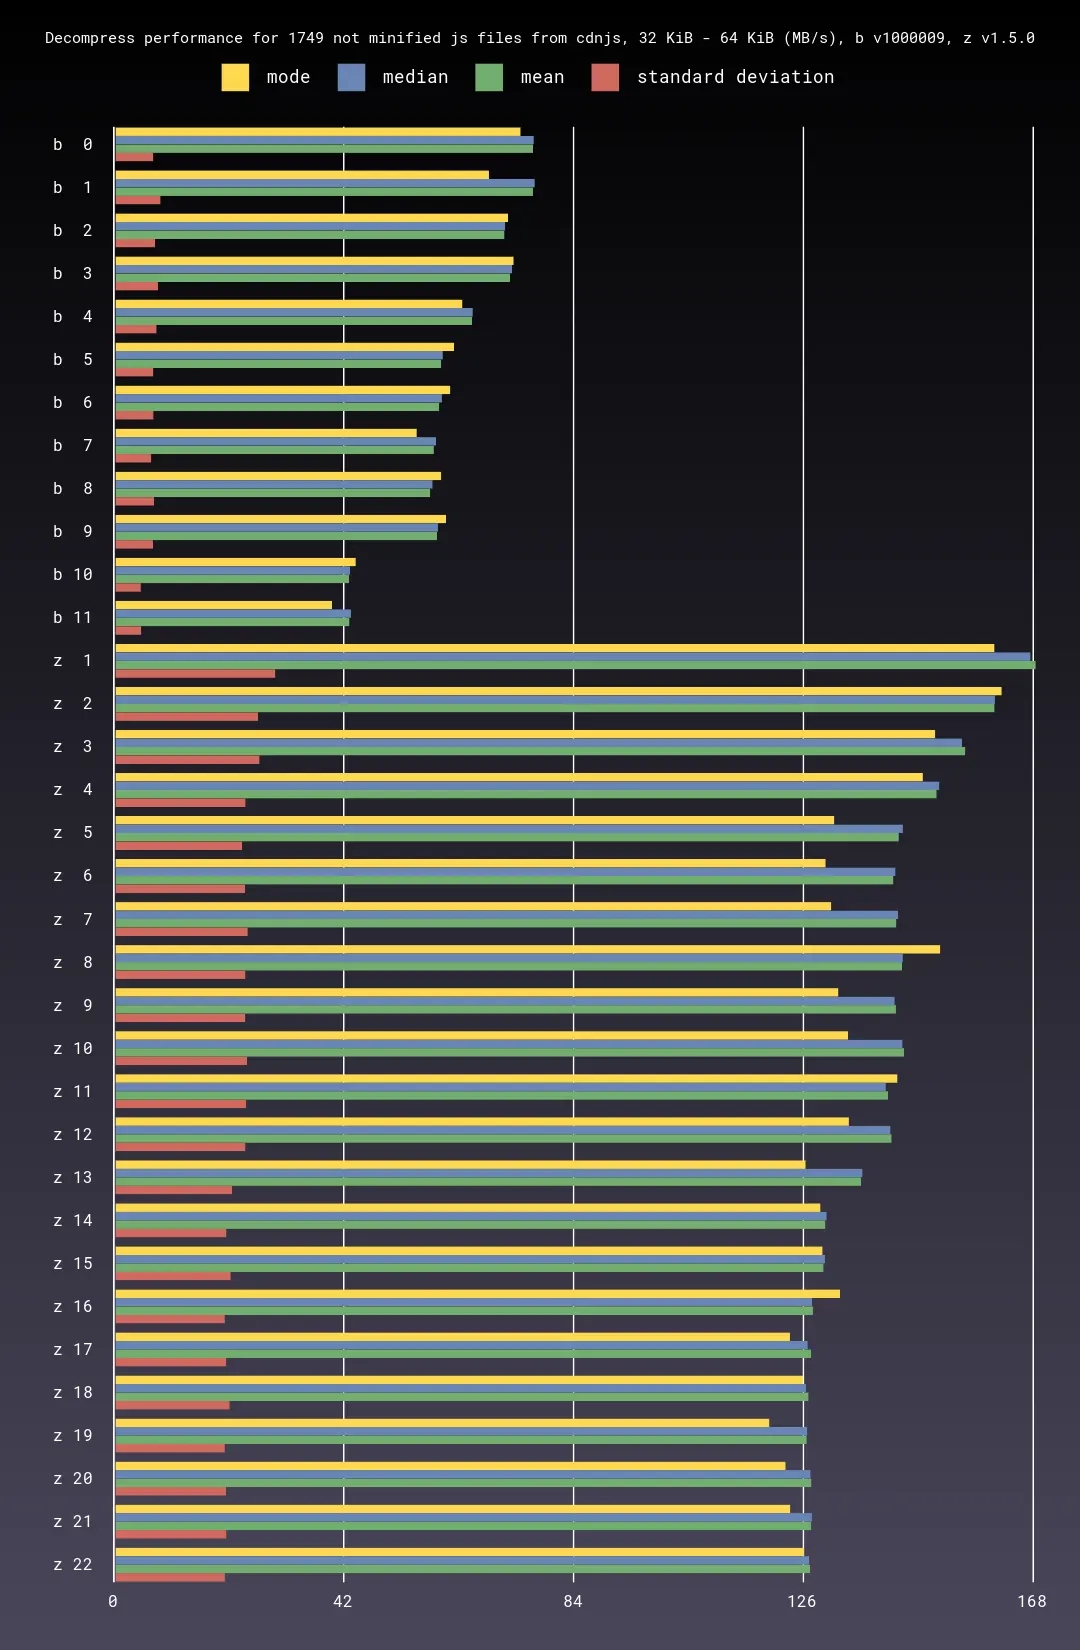 Decompress performance for 1749 not minified js files from cdnjs, 32 KiB - 64 KiB (MB/s), b v1000009, z v1.5.0
mode median mean standard deviation
b 0
b 1
b 2
b 3
b 4
b 5
b 6
b 7
b 8
b 9
b 10
b 11
z 1
z 2
z 3
z 4
z 5
z 6
z 7
z 8
z 9
z 10
z 11
z 12
z 13
z 14
z 15
z 16
z 17
z 18
z 19
z 20
z 21
z 22
0 42 84 126 168